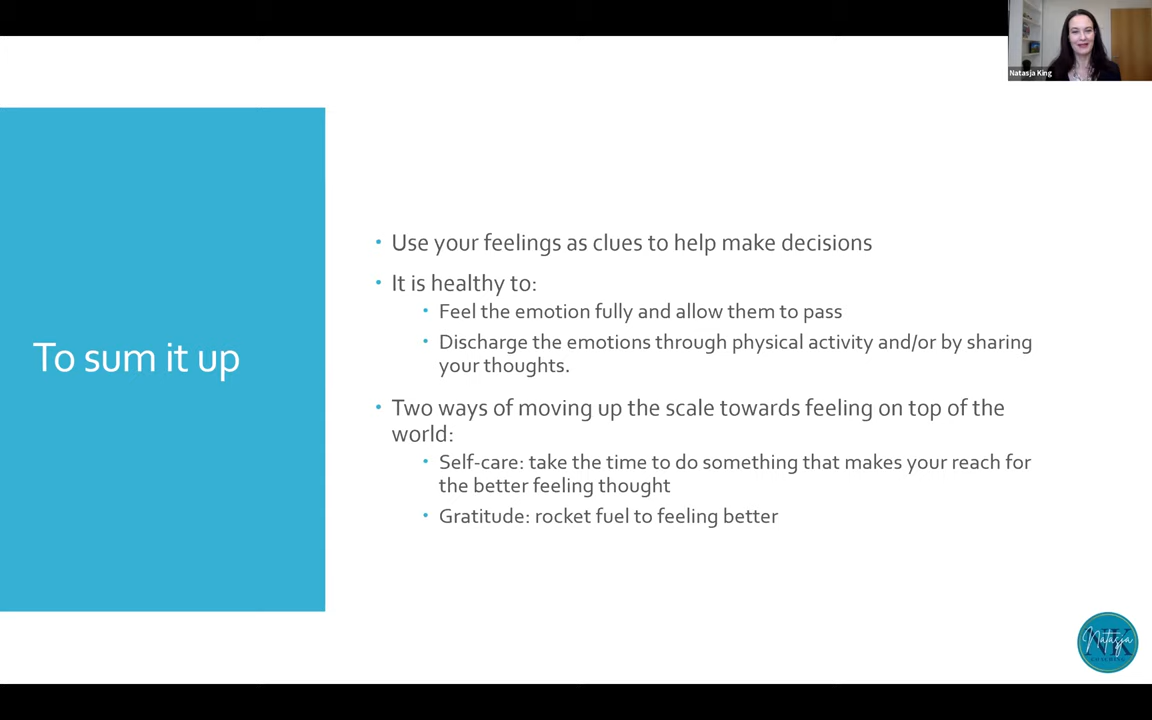 Natasja King
To sum it up
• Use your feelings as clues to help make decisions
• It is healthy to:
• Feel the emotion fully and allow them to pass
• Discharge the emotions through physical activity and/or by sharing
your thoughts.
• Two ways of moving up the scale towards feeling on top of the
world:
• Self-care: take the time to do something that makes your reach for
the better feeling thought
• Gratitude: rocket fuel to feeling better
NK
Natasja
COACHING